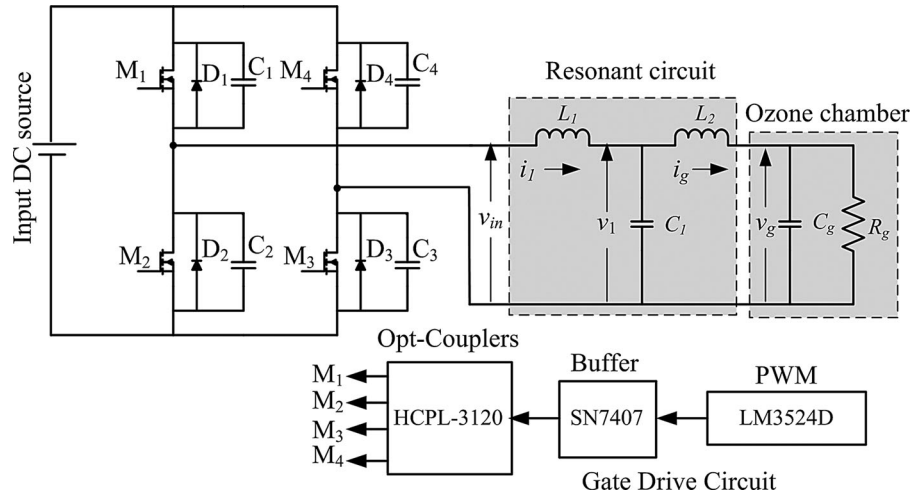 Input DC source
M1 D1 C1 M4 D4 C4
M2 D2 C2 M3 D3 C3
Resonant circuit
Ozone chamber
L1 L2
i1 ig
vin v1 C1 vg Cg Rg
Opt-Couplers
Buffer
PWM
M1
M2
M3
M4
HCPL-3120
SN7407
LM3524D
Gate Drive Circuit